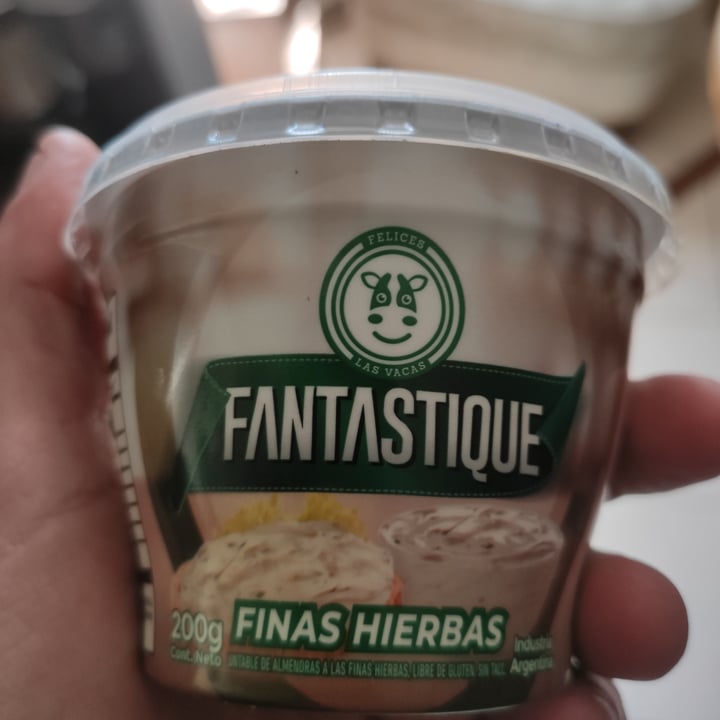 FELICES
LAS VACAS
FANTASTIQUE
FINAS HIERBAS
200g
Cont. Neto
UNTABLE DE ALMENDRAS A LAS FINAS HIERBAS, LIBRE DE GLUTEN. SIN TACC.
Industria
Argentina